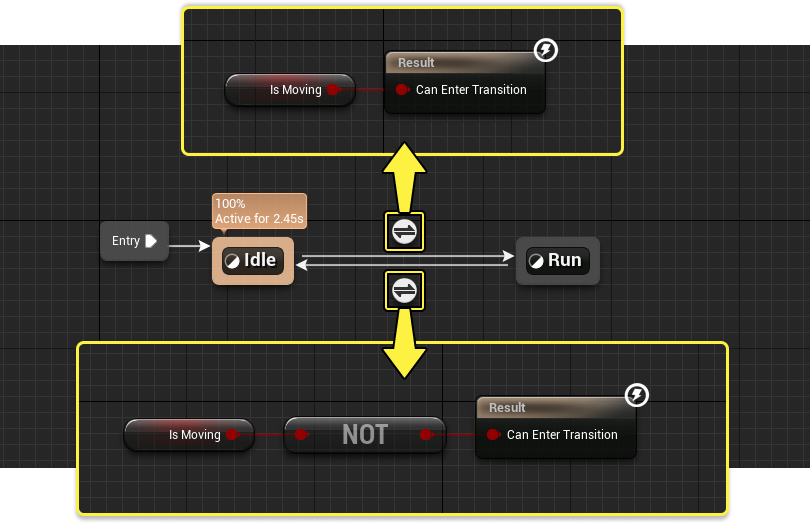 Result
Is Moving
Can Enter Transition
100%
Active for 2.45s
Entry
Idle
Run
Result
Is Moving
NOT
Can Enter Transition